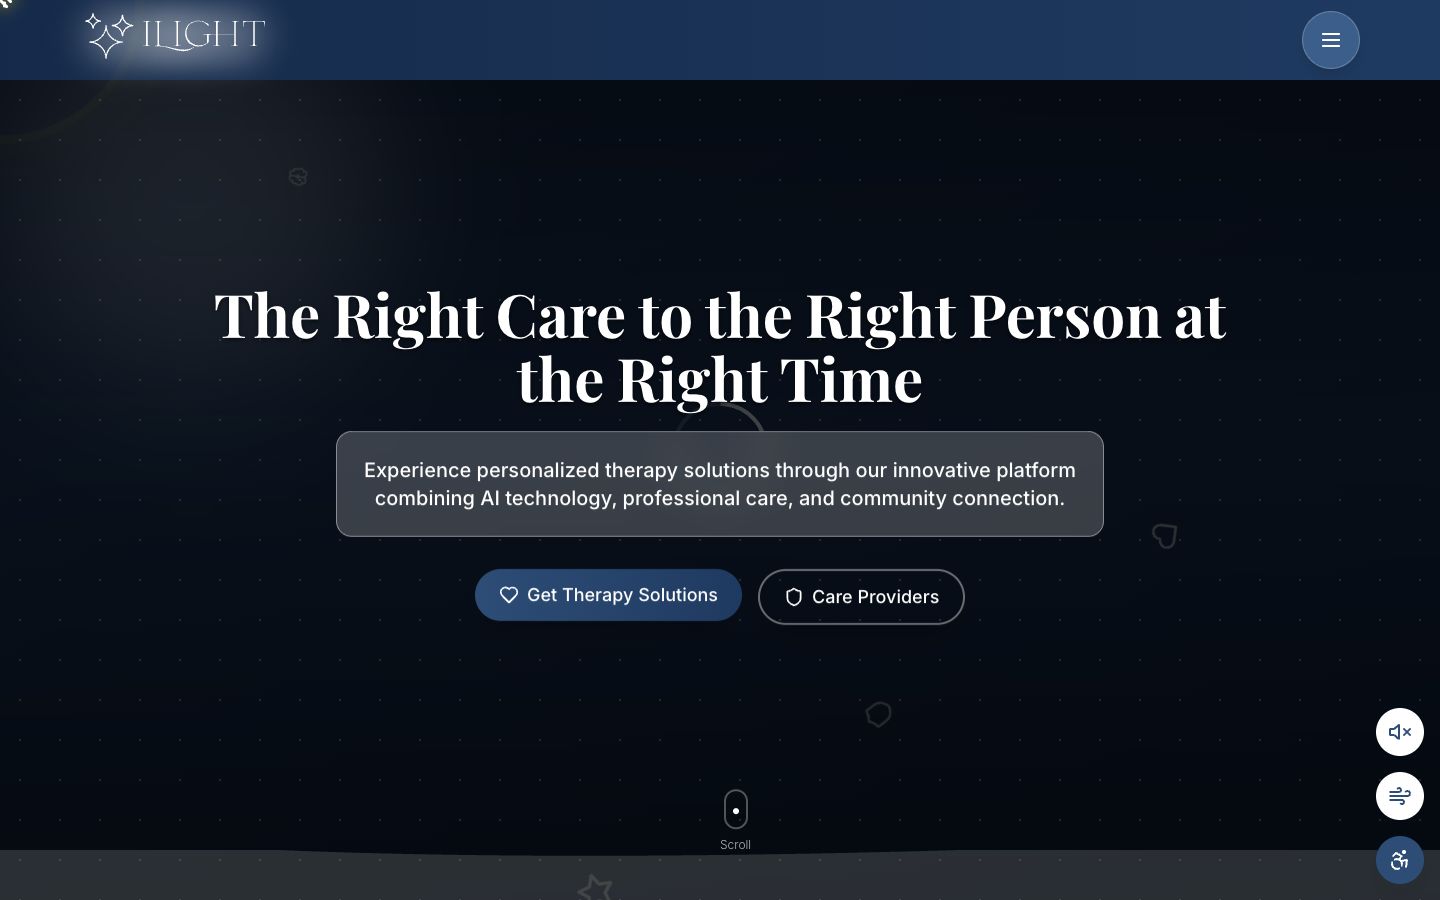 ILIGHT
The Right Care to the Right Person at
the Right Time
Experience personalized therapy solutions through our innovative platform
combining AI technology, professional care, and community connection.
Get Therapy Solutions
Care Providers
Scroll